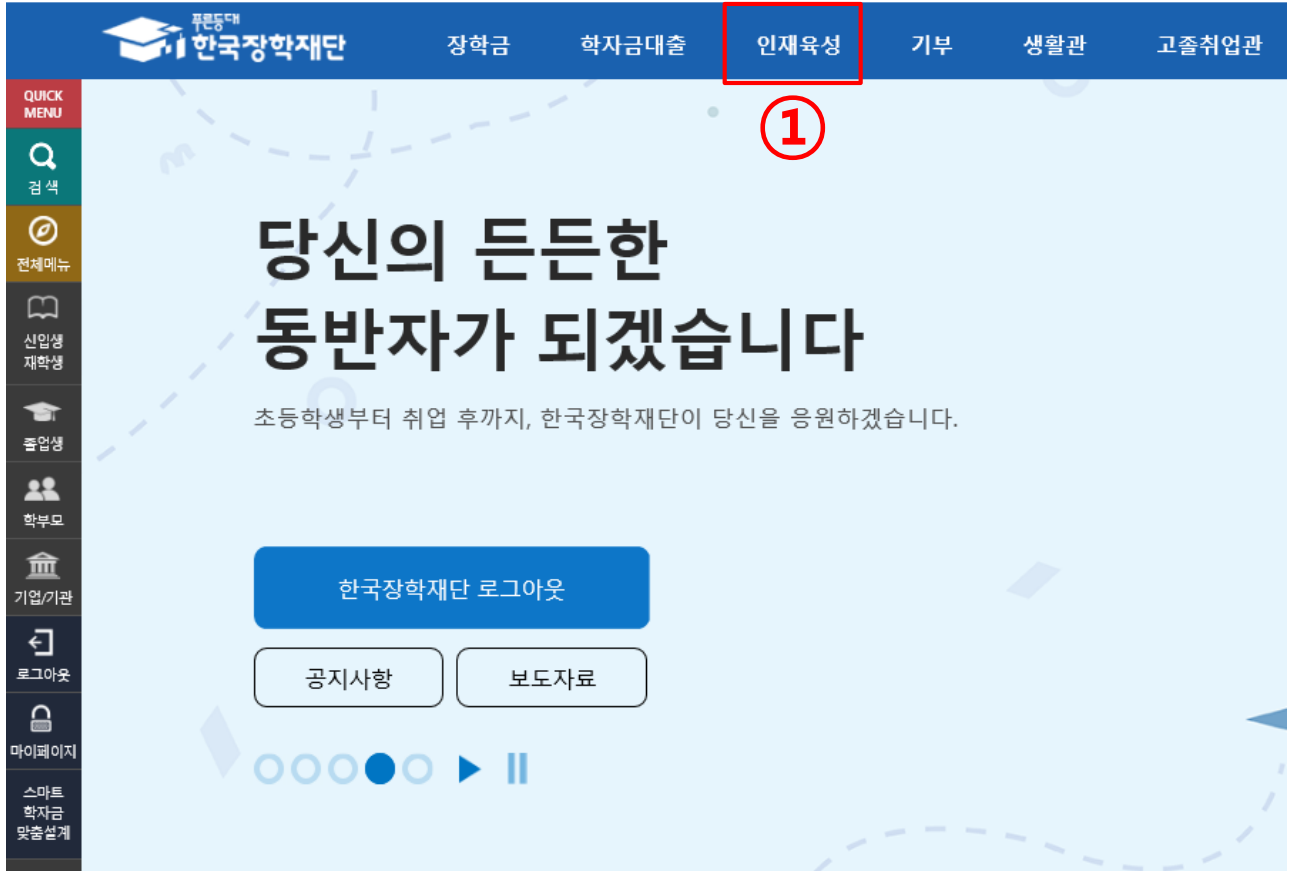 푸른등대
한국장학재단
장학금
학자금대출
인재육성
기부
생활관
고졸취업관
①
QUICK
MENU
검색
전체메뉴
신입생
재학생
졸업생
학부모
기업/기관
로그아웃
마이페이지
스마트
학자금
맞춤설계
당신의 든든한
동반자가 되겠습니다
초등학생부터 취업 후까지, 한국장학재단이 당신을 응원하겠습니다.
한국장학재단 로그아웃
공지사항
보도자료